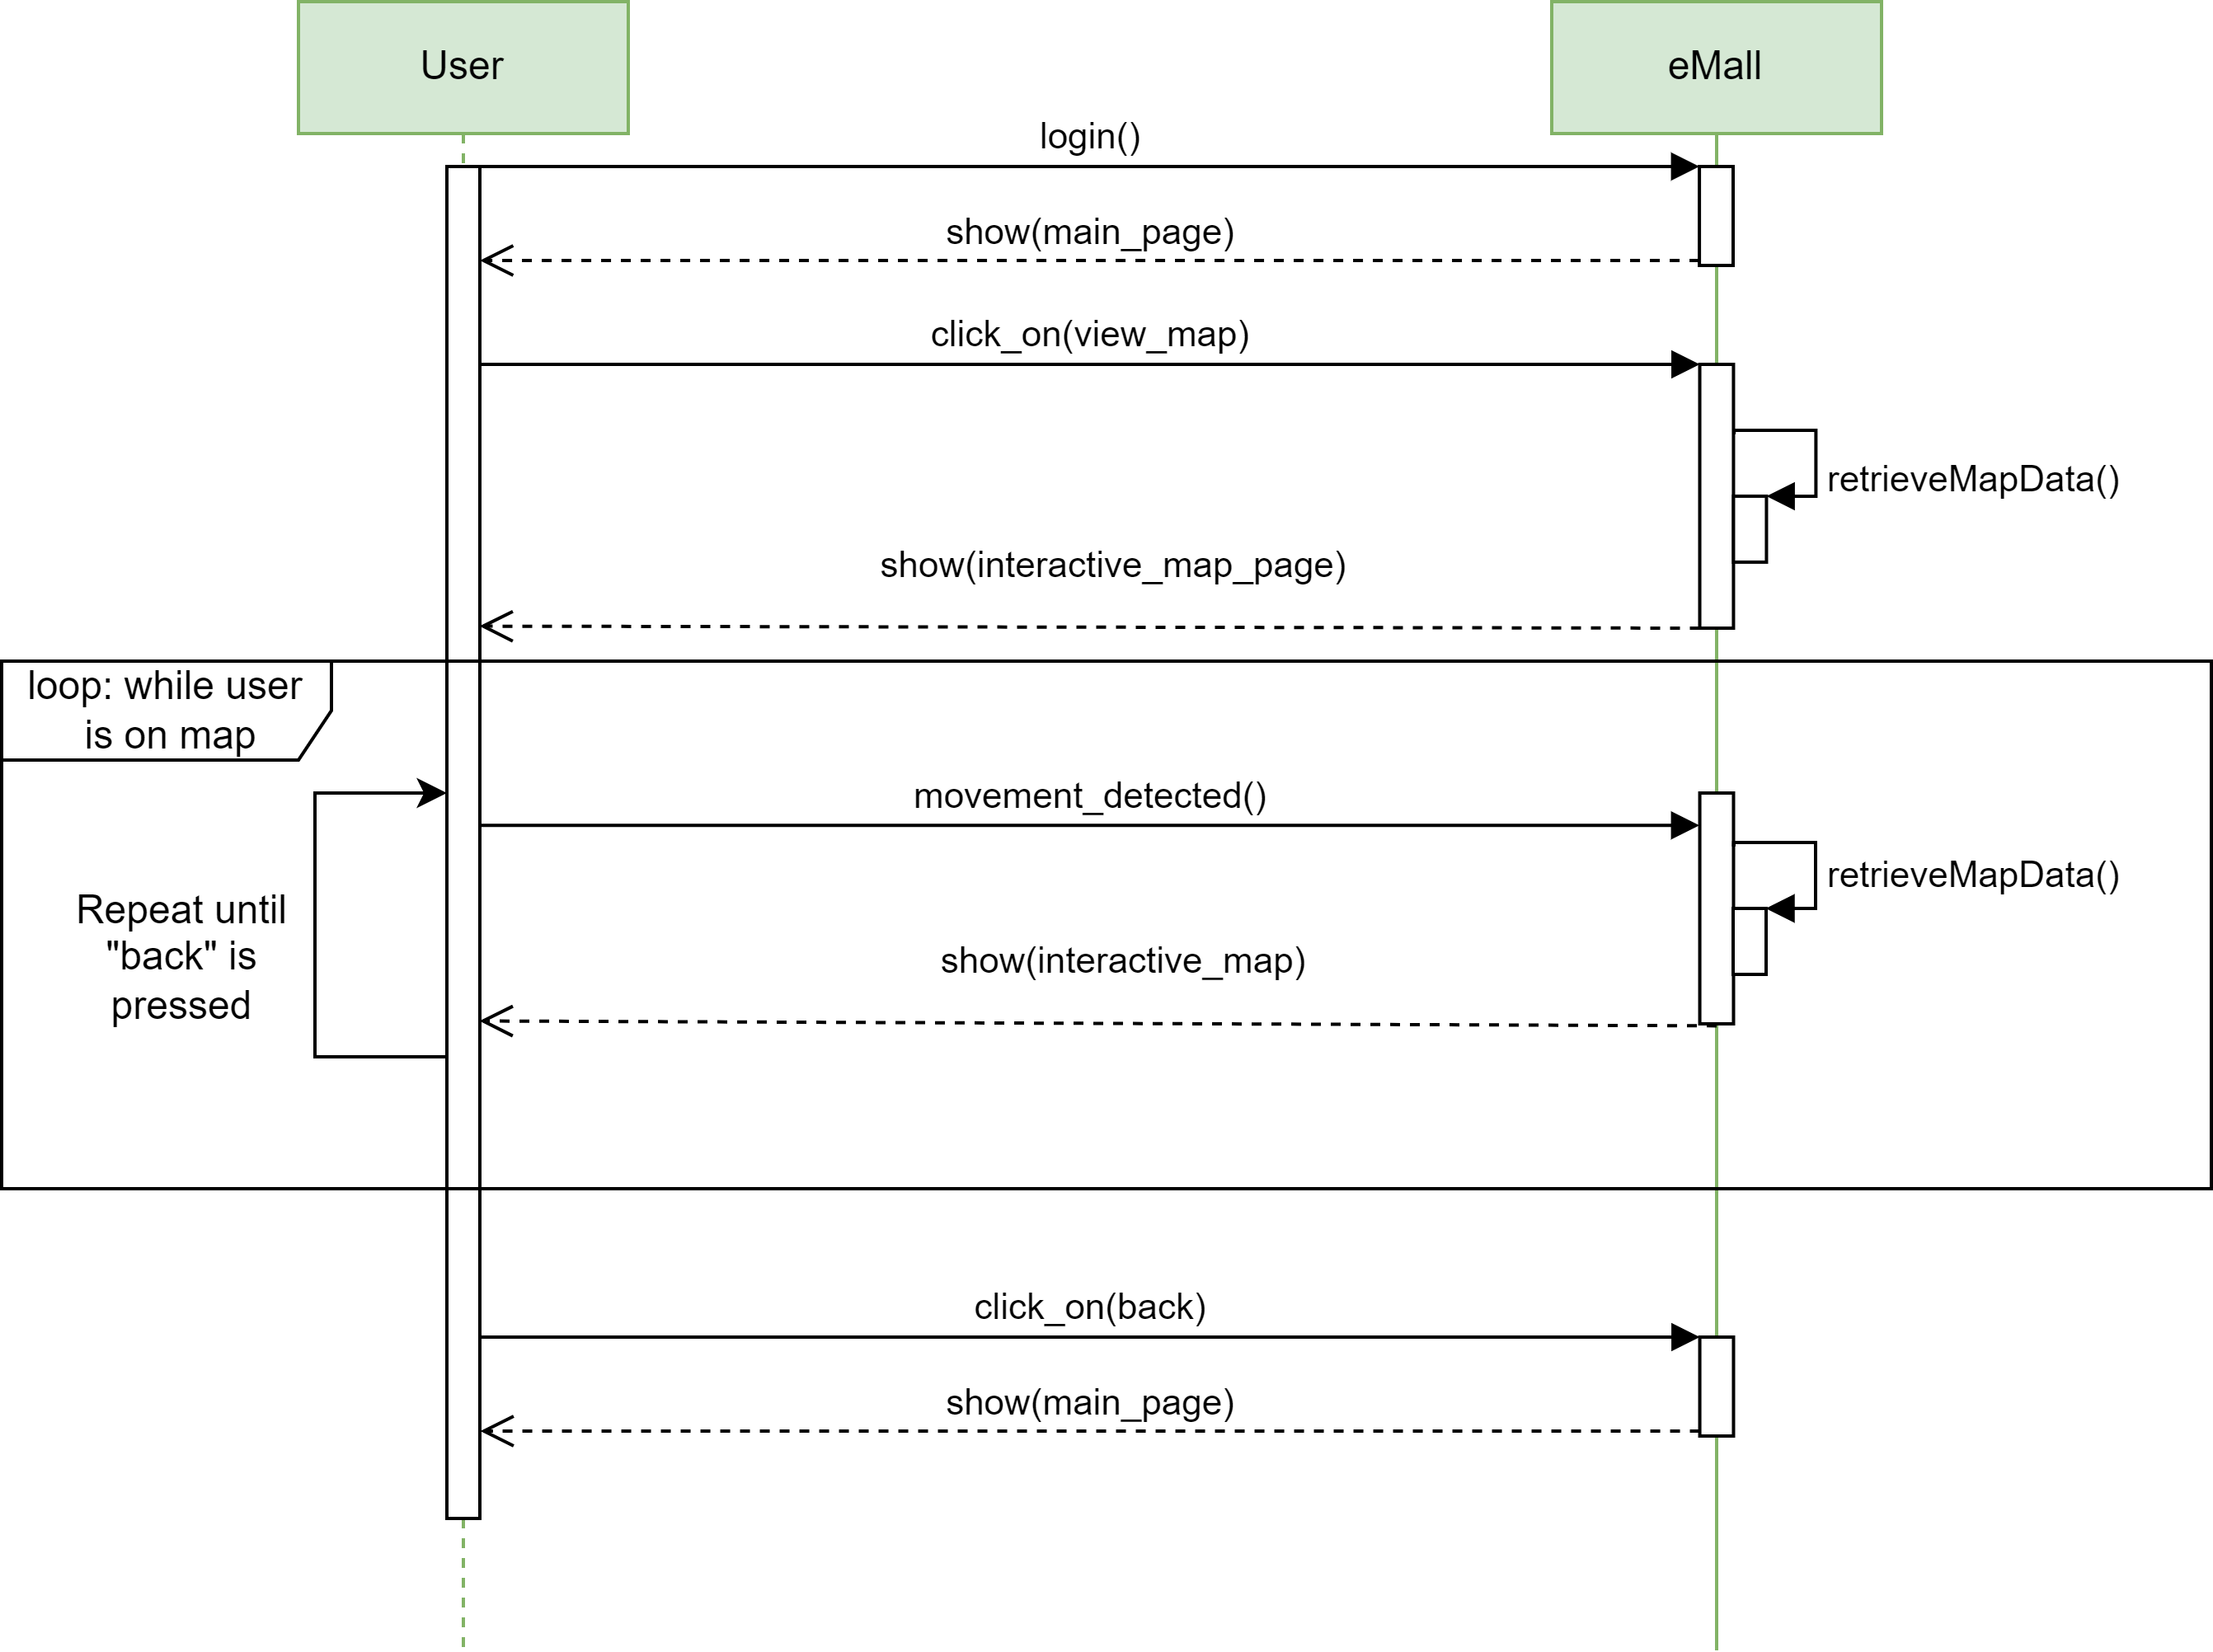 User
eMall
login()
show(main_page)
click_on(view_map)
retrieveMapData()
show(interactive_map_page)
loop: while user
is on map
movement_detected()
retrieveMapData()
Repeat until
"back" is
pressed
show(interactive_map)
click_on(back)
show(main_page)